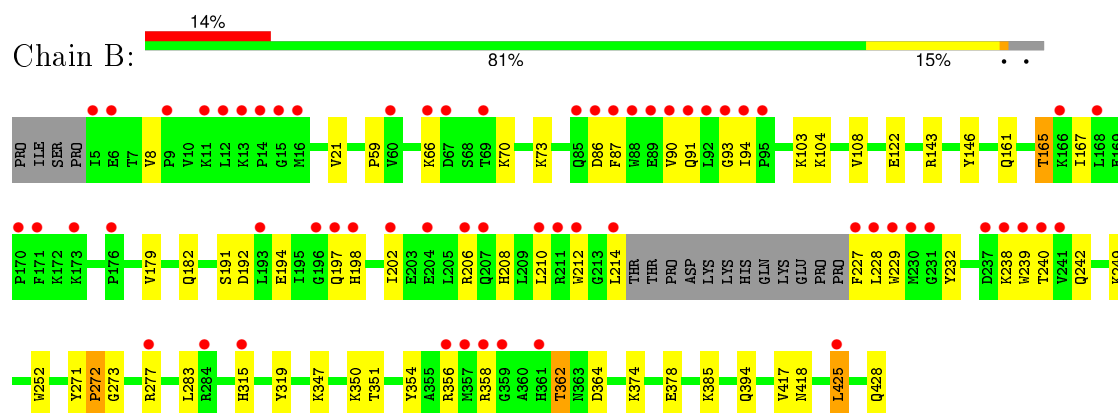 14%
Chain B:
81% 15% • •
PRO ILE SER PRO I5 E6 T7 V8 P9 V10 K11 L12 K13 P14 G15 M16 V21 P59 V60 K66 D67 S68 T69 K70 K73 Q85 D86 F87 W88 E89 V90 Q91 L92 G93 I94 P95 K103 K104 V108 E122 R143 Y146 Q161 T165 K166 I167 L168 E169
P170 F171 K172 K173 P176 V179 Q182 S191 D192 L193 E194 I195 G196 Q197 H198 I202 E203 E204 L205 R206 Q207 H208 L209 L210 R211 W212 G213 L214 THR THR PRO ASP LYS LYS HIS GLN LYS GLU PRO PRO F227 L228 W229 M230 G231 Y232 D237 K238 W239 T240 V241 Q242 K249
W252 Y271 P272 G273 R277 L283 R284 H315 Y319 K347 K350 T351 Y354 A355 R356 M357 R358 G359 A360 H361 T362 N363 D364 K374 E378 K385 Q394 V417 N418 L425 Q428